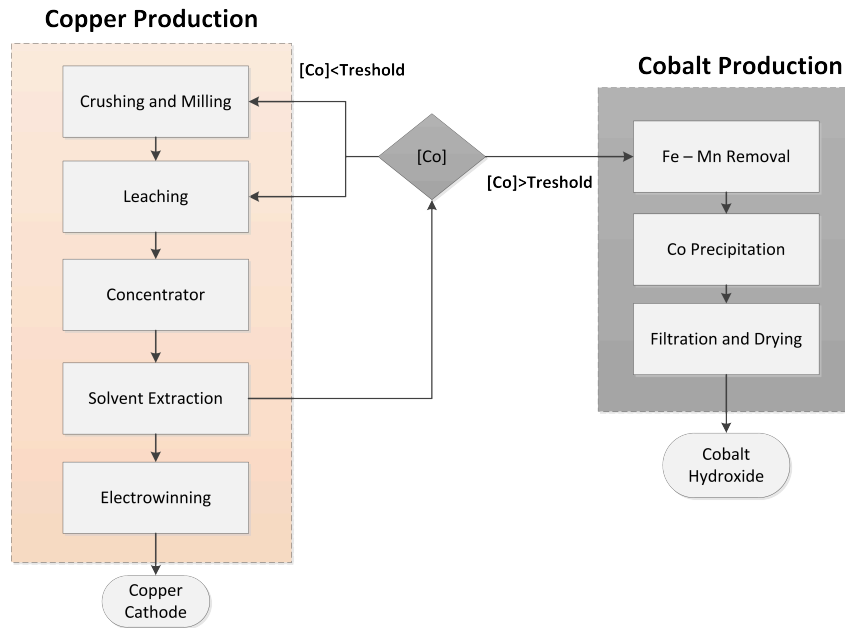 Copper Production
Crushing and Milling
Leaching
Concentrator
Solvent Extraction
Electrowinning
Copper
Cathode
[Co]<Treshold
[Co]
[Co]>Treshold
Cobalt Production
Fe – Mn Removal
Co Precipitation
Filtration and Drying
Cobalt
Hydroxide